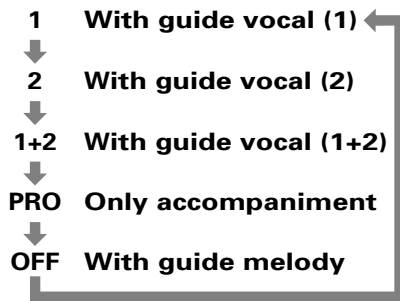 1 With guide vocal (1)
2 With guide vocal (2)
1+2 With guide vocal (1+2)
PRO Only accompaniment
OFF With guide melody